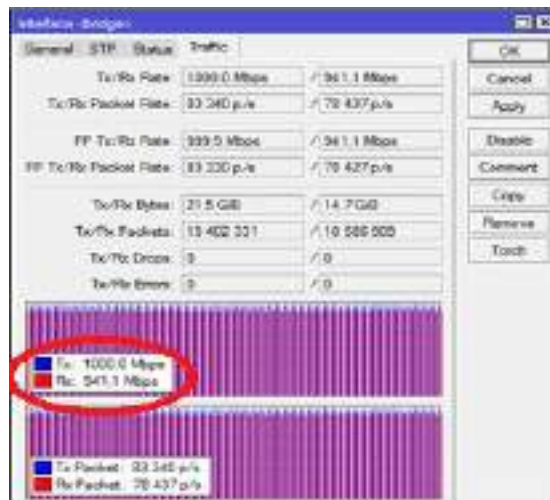 Interface <bridge>
General STP Status Traffic
OK
Tx/Rx Rate: 1000.0 Mbps / 941.1 Mbps
Cancel
Tx/Rx Packet Rate: 83 340 p/s / 78 437 p/s
Apply
FP Tx/Rx Rate: 999.5 Mbps / 941.1 Mbps
Disable
FP Tx/Rx Packet Rate: 83 330 p/s / 78 427 p/s
Comment
Copy
Tx/Rx Bytes: 21.5 GiB / 14.7 GiB
Remove
Tx/Rx Packets:
Torch
Tx/Rx Drops: 0 / 0
Tx/Rx Errors: 0 / 0
Tx: 1000.0 Mbps
Rx: 941.1 Mbps
Tx Packet: 83 340 p/s
Rx Packet: 78 437 p/s